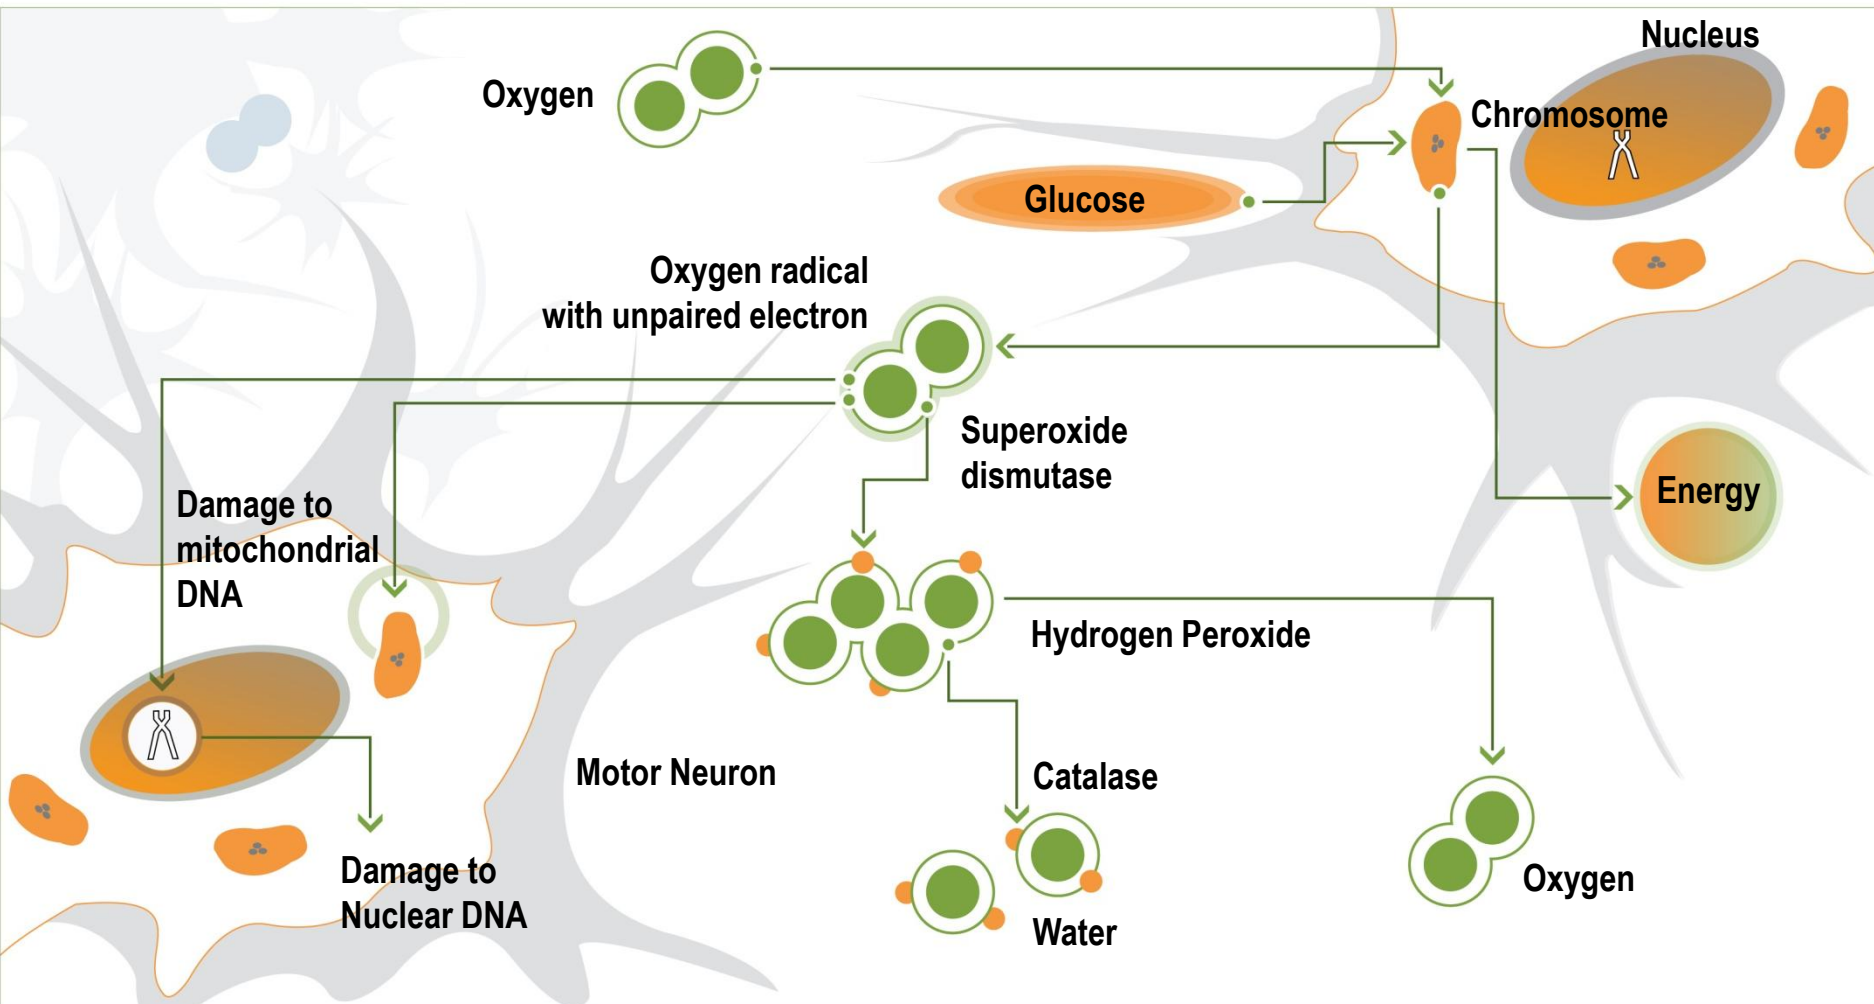 Nucleus
Oxygen
Chromosome
Glucose
Oxygen radical
with unpaired electron
Superoxide
dismutase
Energy
Damage to
mitochondrial
DNA
Hydrogen Peroxide
Motor Neuron
Catalase
Damage to
Nuclear DNA
Oxygen
Water